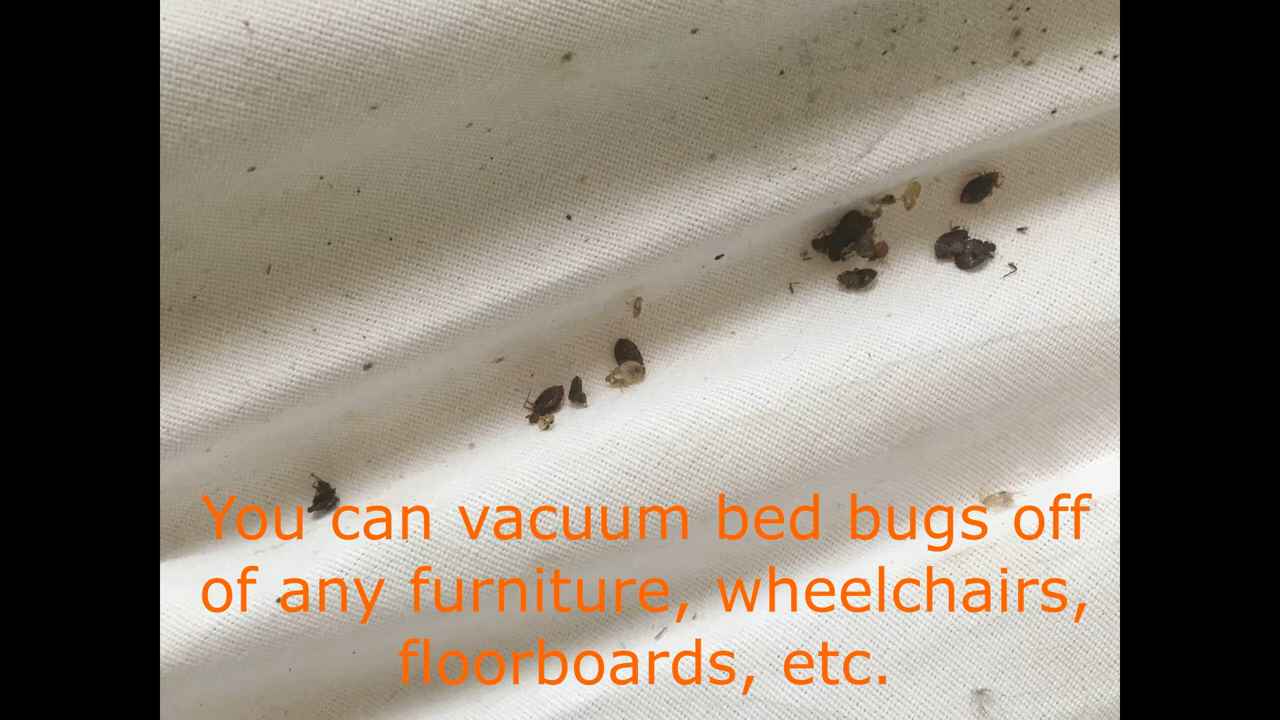 You can vacuum bed bugs off
of any furniture, wheelchairs,
floorboards, etc.